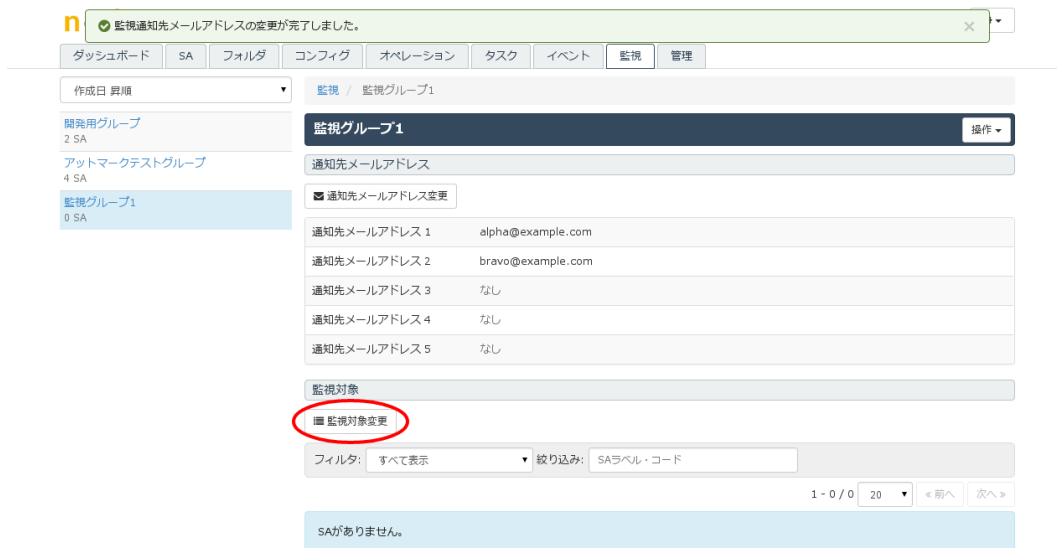 監視通知先メールアドレスの変更が完了しました。
ダッシュボード SA フォルダ コンフィグ オペレーション タスク イベント 監視 管理
作成日 昇順
開発用グループ
2 SA
アットマークテストグループ
4 SA
監視グループ1
0 SA
監視 / 監視グループ1
監視グループ1
操作
通知先メールアドレス
通知先メールアドレス変更
通知先メールアドレス 1 alpha@example.com
通知先メールアドレス 2 bravo@example.com
通知先メールアドレス 3 なし
通知先メールアドレス 4 なし
通知先メールアドレス 5 なし
監視対象
監視対象変更
フィルタ: すべて表示 絞り込み: SAラベル・コード
1 - 0 / 0 20 «前へ 次へ»
SAがありません。